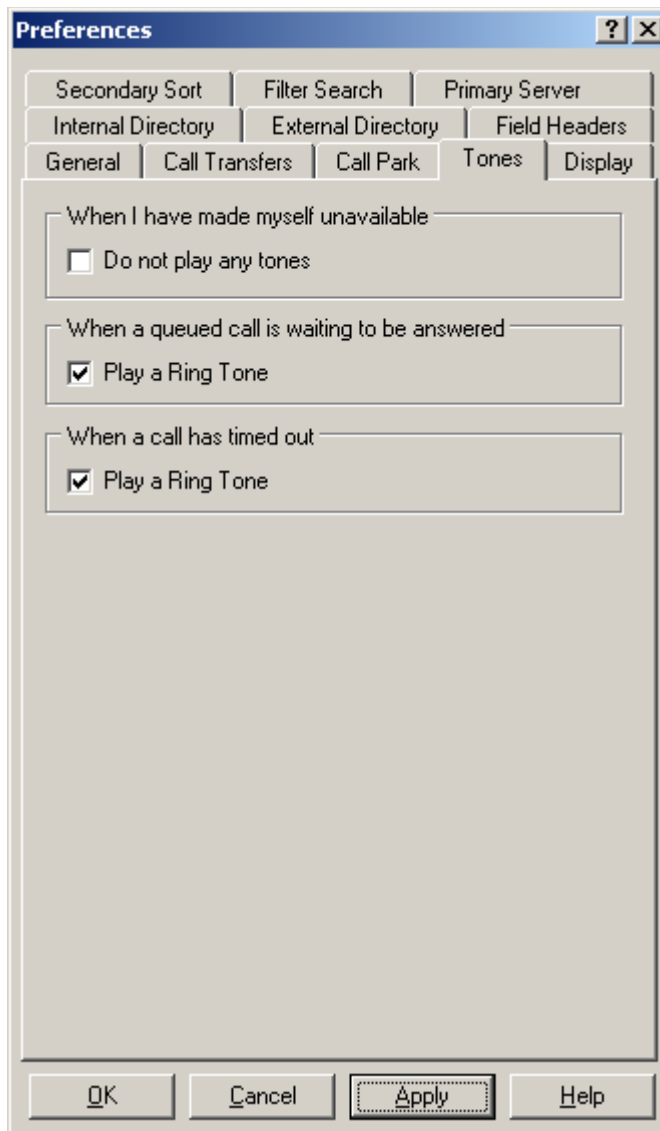 Preferences
Secondary Sort Filter Search Primary Server
Internal Directory External Directory Field Headers
General Call Transfers Call Park Tones Display
When I have made myself unavailable
Do not play any tones
When a queued call is waiting to be answered
Play a Ring Tone
When a call has timed out
Play a Ring Tone
OK Cancel Apply Help